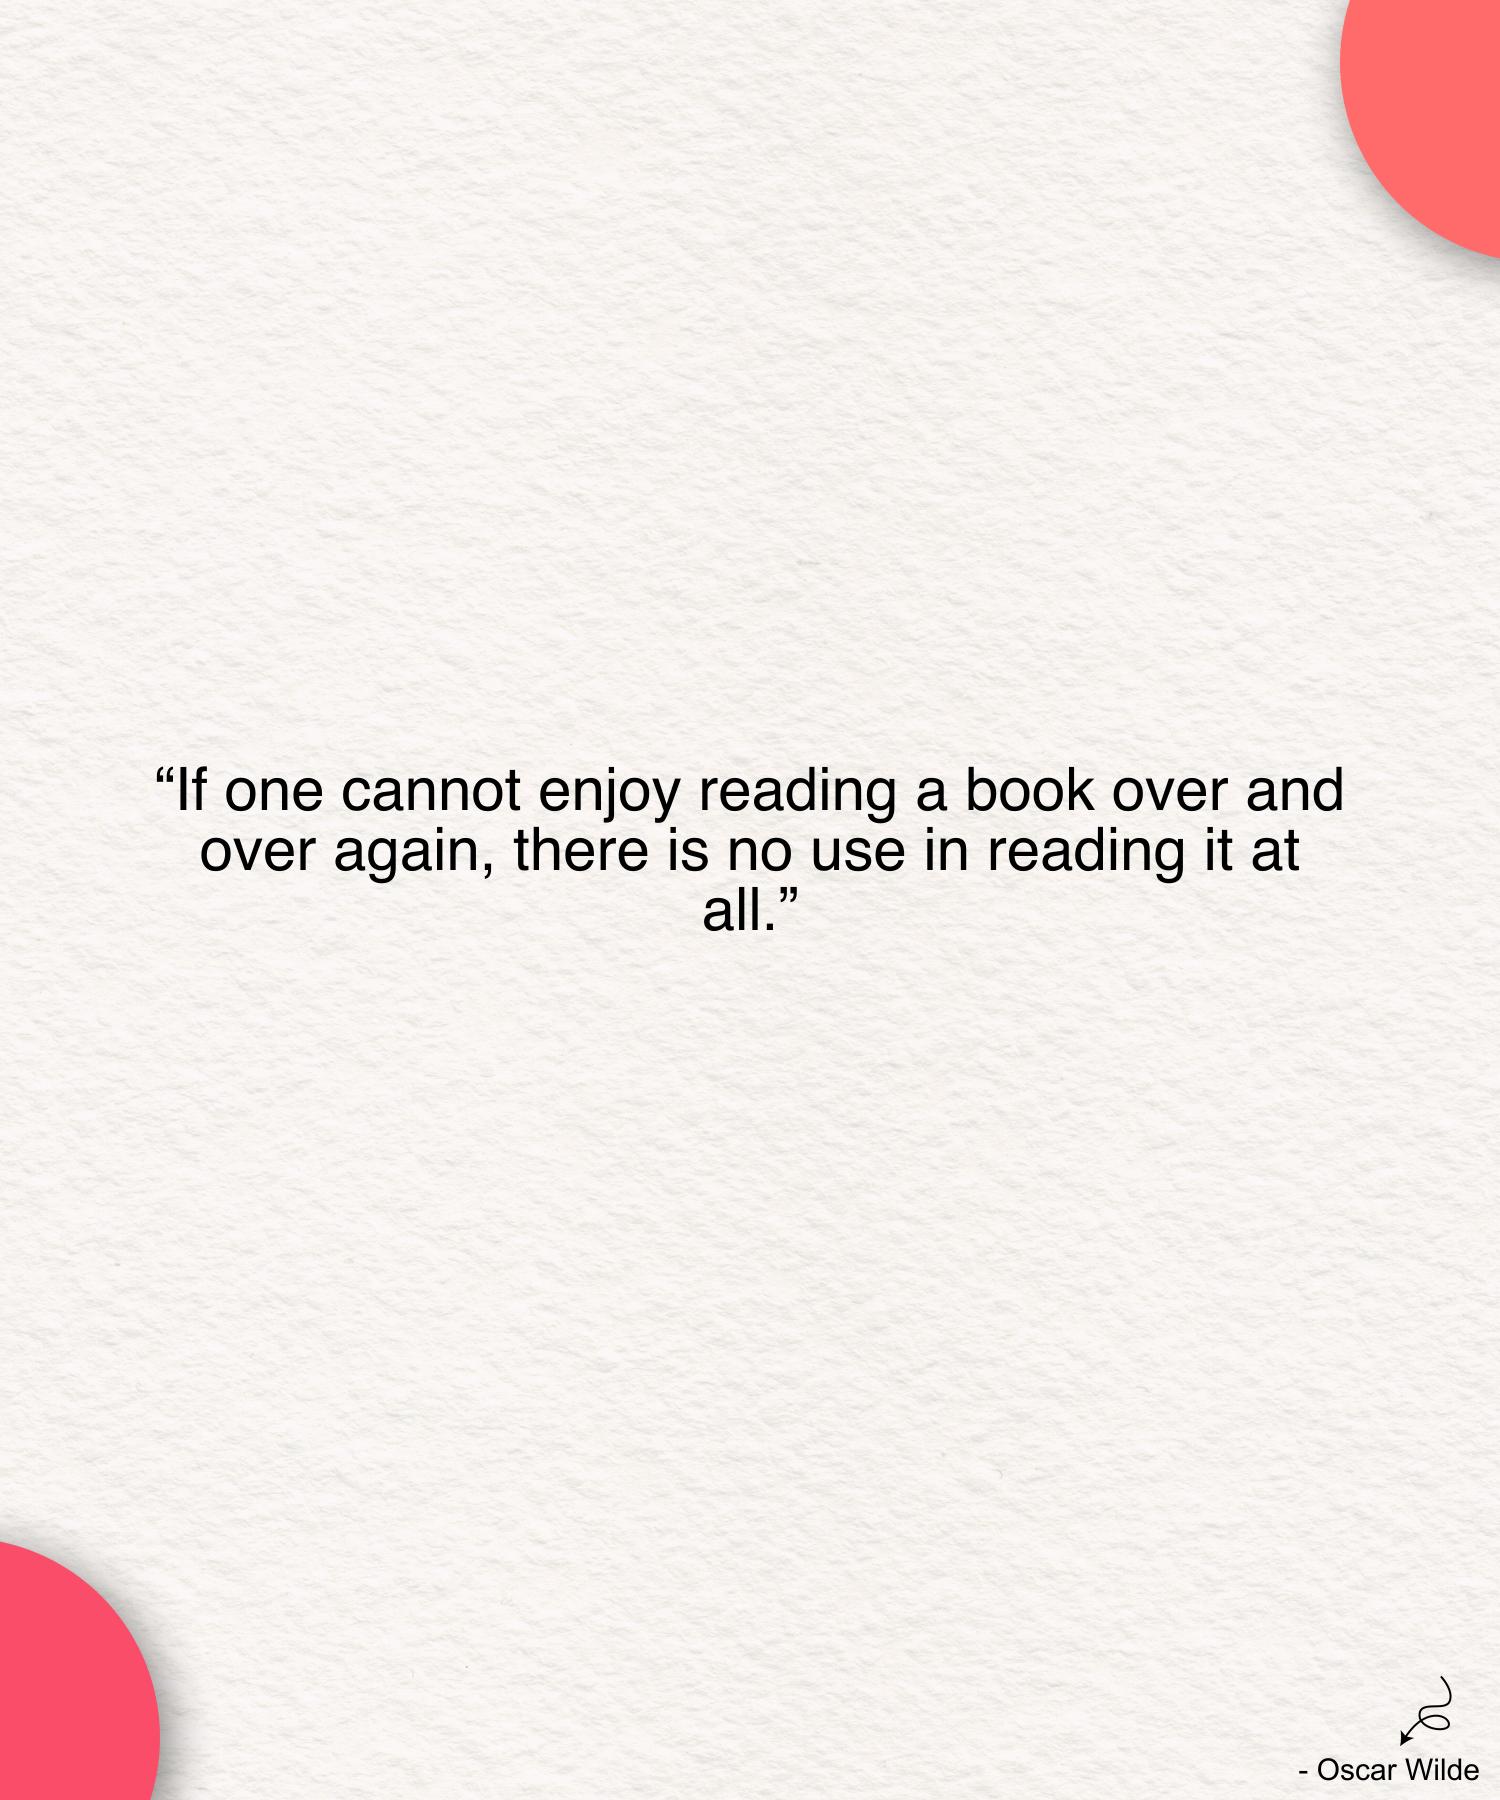 “If one cannot enjoy reading a book over and
over again, there is no use in reading it at
all.”
- Oscar Wilde